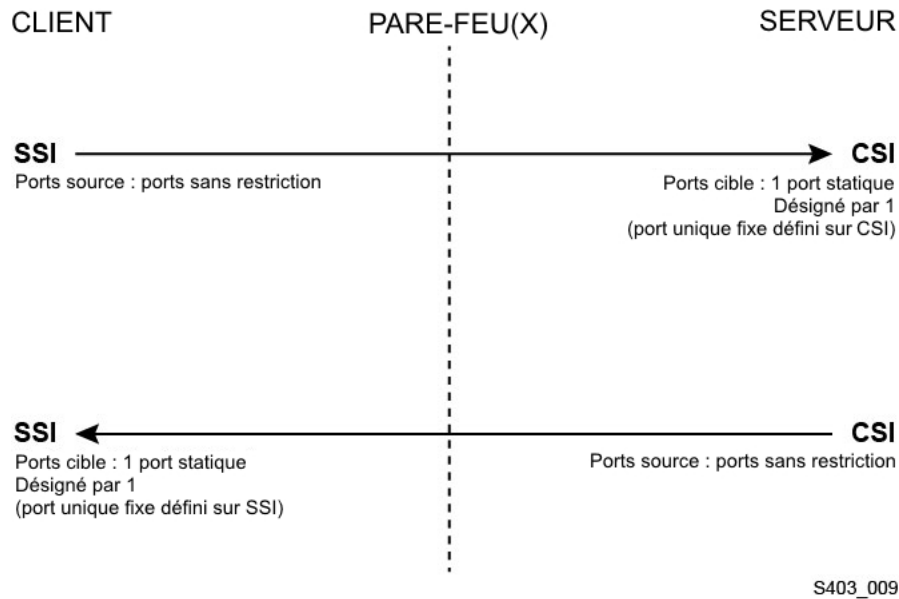 CLIENT
PARE-FEU(X)
SERVEUR
SSI
CSI
Ports source : ports sans restriction
Ports cible : 1 port statique
Désigné par 1
(port unique fixe défini sur CSI)
SSI
CSI
Ports cible : 1 port statique
Désigné par 1
(port unique fixe défini sur SSI)
Ports source : ports sans restriction
S403_009